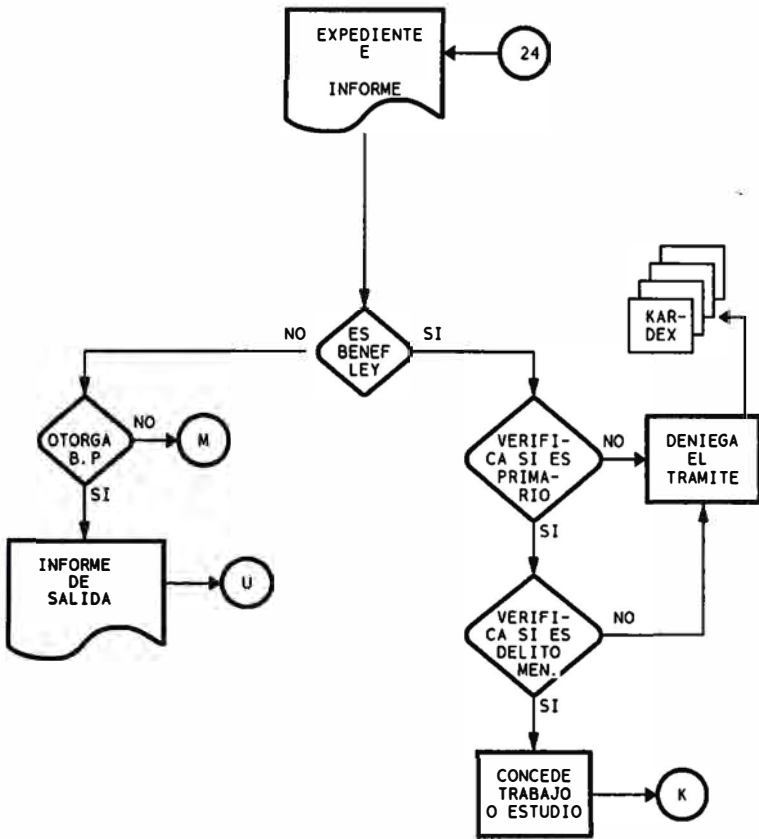 EXPEDIENTE
E
INFORME
24
NO
ES
BENEF
LEY
SI
KAR-
DEX
OTORGA
B.P
NO
M
SI
VERIFI-
CA SI ES
PRIMA-
RIO
NO
DENIEGA
EL
TRAMITE
SI
INFORME
DE
SALIDA
U
VERIFI-
CA SI ES
DELITO
MEN.
NO
SI
CONCEDE
TRABAJO
O ESTUDIO
K